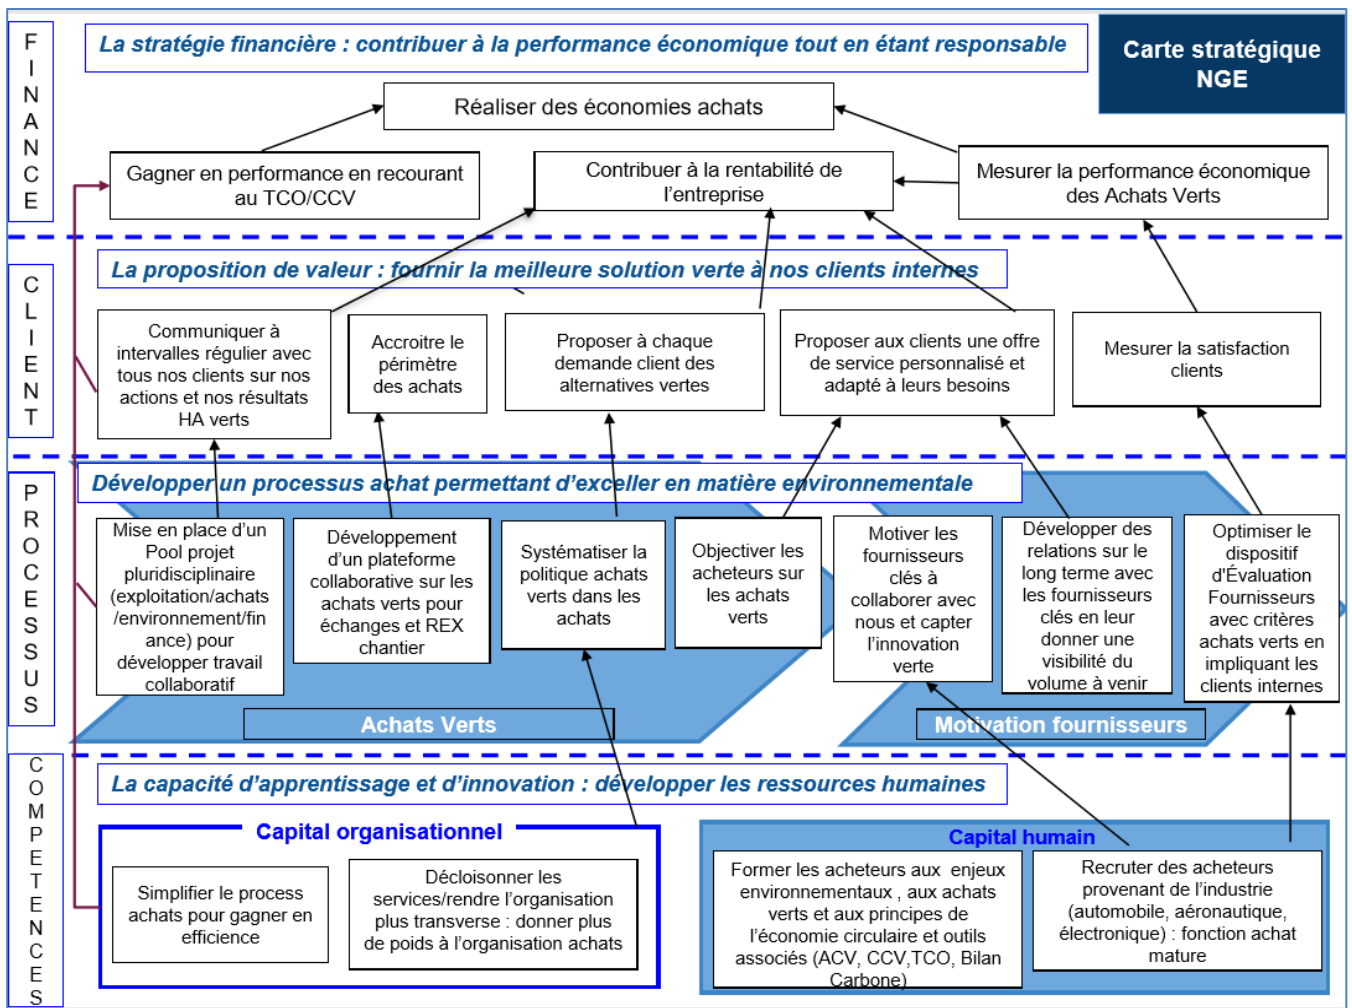 FINANCE
La stratégie financière : contribuer à la performance économique tout en étant responsable
Carte stratégique
NGE
Réaliser des économies achats
Gagner en performance en recourant
au TCO/CCV
Contribuer à la rentabilité de
l'entreprise
Mesurer la performance économique
des Achats Verts
CLIENT
La proposition de valeur : fournir la meilleure solution verte à nos clients internes
Communiquer à
intervalles régulier avec
tous nos clients sur nos
actions et nos résultats
HA verts
Accroitre le
périmètre
des achats
Proposer à chaque
demande client des
alternatives vertes
Proposer aux clients une offre
de service personnalisé et
adapté à leurs besoins
Mesurer la satisfaction
clients
PROCESSUS
Développer un processus achat permettant d'exceller en matière environnementale
Mise en place d'un
Pool projet
pluridisciplinaire
(exploitation/achats
/environnement/fin
ance) pour
développer travail
collaboratif
Développement
d'un plateforme
collaborative sur les
achats verts pour
échanges et REX
chantier
Systématiser la
politique achats
verts dans les
achats
Objectiver les
acheteurs sur
les achats
verts
Motiver les
fournisseurs
clés à
collaborer avec
nous et capter
l'innovation
verte
Développer des
relations sur le
long terme avec
les fournisseurs
clés en leur
donner une
visibilité du
volume à venir
Optimiser le
dispositif
d'Évaluation
Fournisseurs
avec critères
achats verts en
impliquant les
clients internes
Achats Verts
Motivation fournisseurs
COMPETENCES
La capacité d'apprentissage et d'innovation : développer les ressources humaines
Capital organisationnel
Simplifier le process
achats pour gagner en
efficience
Décloisonner les
services/rendre l'organisation
plus transverse : donner plus
de poids à l'organisation achats
Capital humain
Former les acheteurs aux enjeux
environnementaux , aux achats
verts et aux principes de
l'économie circulaire et outils
associés (ACV, CCV,TCO, Bilan
Carbone)
Recruter des acheteurs
provenant de l'industrie
(automobile, aéronautique,
électronique) : fonction achat
mature